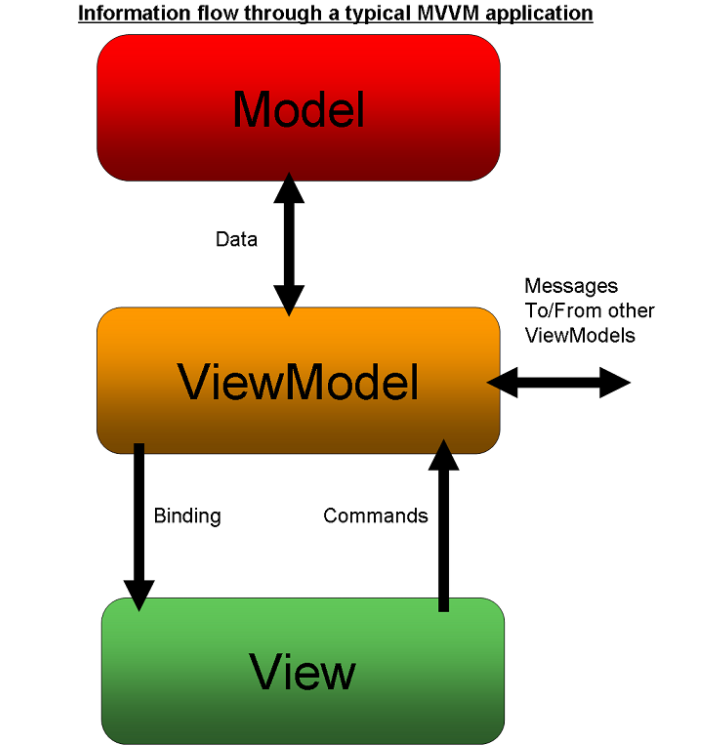 Information flow through a typical MVVM application
Model
Data
Messages
To/From other
ViewModels
ViewModel
Binding
Commands
View